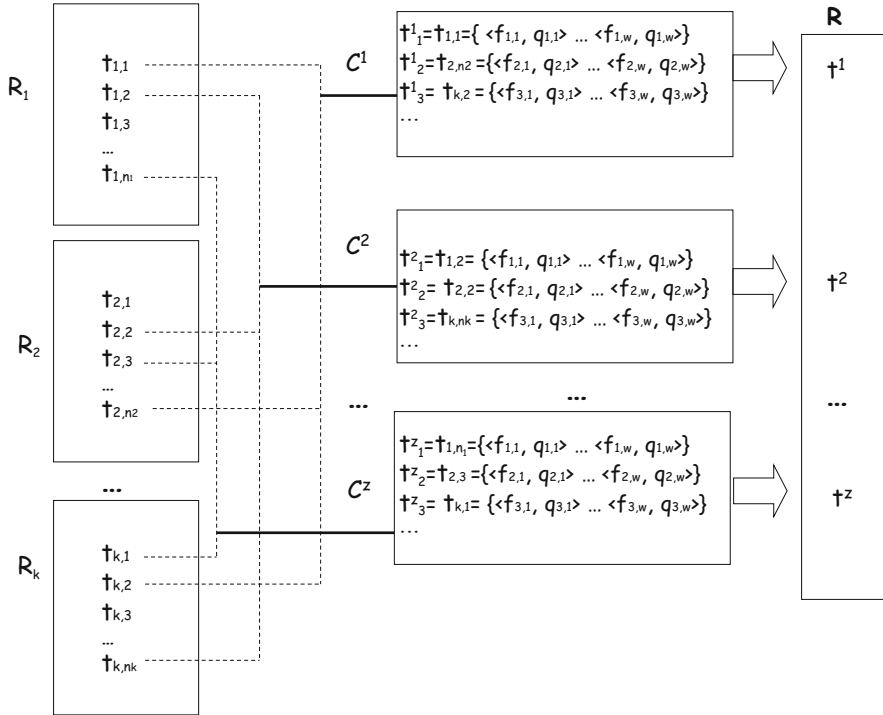 R₁
t₁,₁
t₁,₂
t₁,₃
...
t₁,ₙ₁
R₂
t₂,₁
t₂,₂
t₂,₃
...
t₂,ₙ₂
...
Rₖ
tₖ,₁
tₖ,₂
tₖ,₃
...
tₖ,ₙₖ
C¹
t¹₁=t₁,₁={ <f₁,₁, q₁,₁> ... <f₁,w, q₁,w>}
t¹₂=t₂,ₙ₂={<f₂,₁, q₂,₁> ... <f₂,w, q₂,w>}
t¹₃= tₖ,₂ = {<f₃,₁, q₃,₁> ... <f₃,w, q₃,w>}
...
C²
t²₁=t₁,₂= {<f₁,₁, q₁,₁> ... <f₁,w, q₁,w>}
t²₂= t₂,₂ = {<f₂,₁, q₂,₁> ... <f₂,w, q₂,w>}
t²₃=tₖ,ₙₖ = {<f₃,₁, q₃,₁> ... <f₃,w, q₃,w>}
...
... ...
Cᶻ
tᶻ₁=t₁,ₙ₁={<f₁,₁, q₁,₁> ... <f₁,w, q₁,w>}
tᶻ₂=t₂,₃ ={<f₂,₁, q₂,₁> ... <f₂,w, q₂,w>}
tᶻ₃= tₖ,₁= {<f₃,₁, q₃,₁> ... <f₃,w, q₃,w>}
...
R
t¹
t²
...
tᶻ